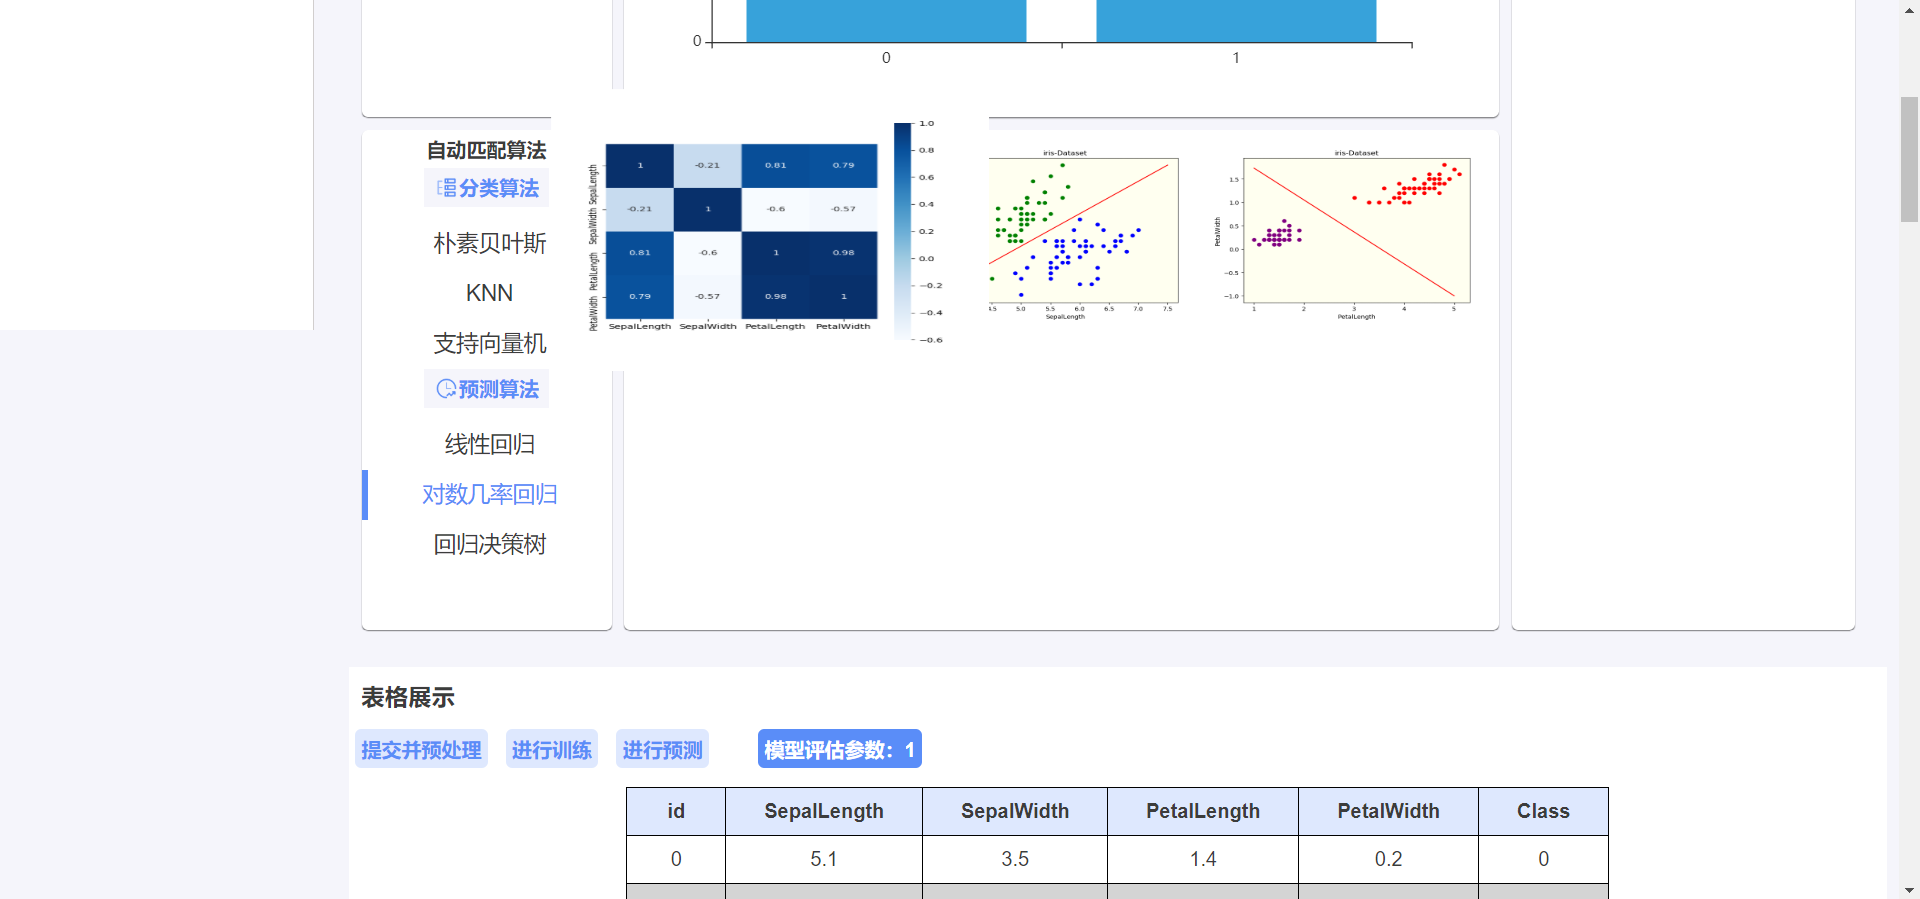 0
0
1
自动匹配算法
分类算法
朴素贝叶斯
KNN
支持向量机
预测算法
线性回归
对数几率回归
回归决策树
SepalLength
SepalWidth
PetalLength
PetalWidth
1 -0.21 0.81 0.79
-0.21 1 -0.6 -0.57
0.81 -0.6 1 0.98
0.79 -0.57 0.98 1
SepalLength SepalWidth PetalLength PetalWidth
1.0
0.8
0.6
0.4
0.2
0.0
−0.2
−0.4
−0.6
iris-Dataset
4.5 5.0 5.5 6.0 6.5 7.0 7.5
SepalLength
iris-Dataset
PetalWidth
1.5
1.0
0.5
0.0
−0.5
−1.0
1 2 3 4 5
PetalLength
表格展示
提交并预处理 进行训练 进行预测 模型评估参数：1
id SepalLength SepalWidth PetalLength PetalWidth Class
0 5.1 3.5 1.4 0.2 0